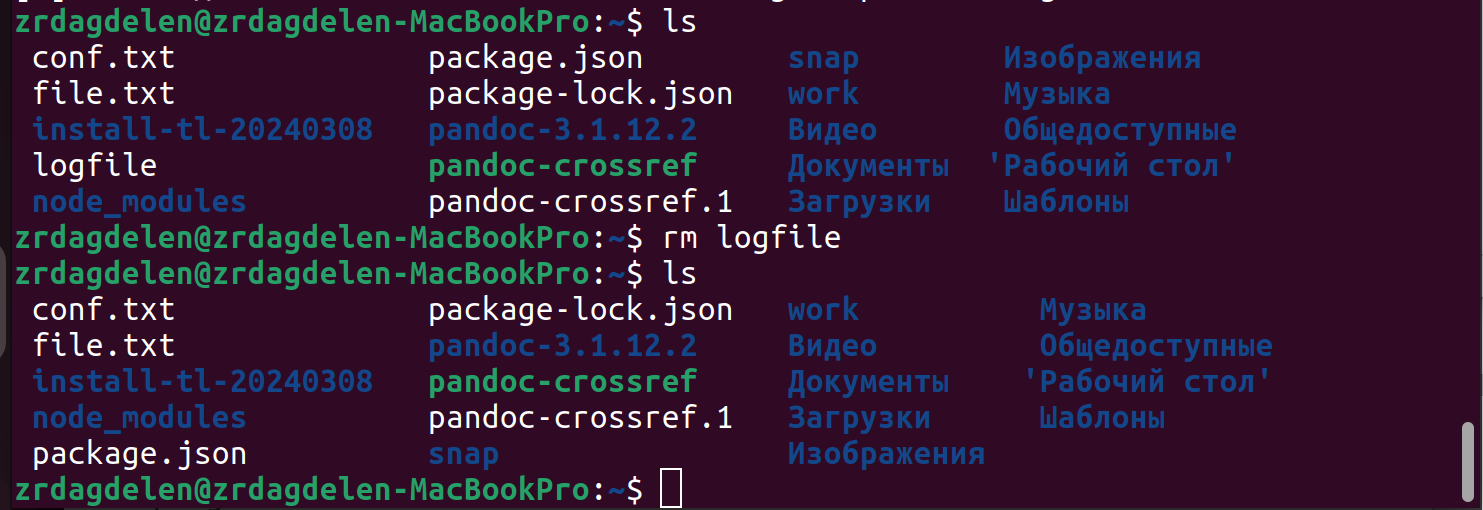 zrdagdelen@zrdagdelen-MacBookPro:~$ ls
conf.txt package.json snap Изображения
file.txt package-lock.json work Музыка
install-tl-20240308 pandoc-3.1.12.2 Видео Общедоступные
logfile pandoc-crossref Документы 'Рабочий стол'
node_modules pandoc-crossref.1 Загрузки Шаблоны
zrdagdelen@zrdagdelen-MacBookPro:~$ rm logfile
zrdagdelen@zrdagdelen-MacBookPro:~$ ls
conf.txt package-lock.json work Музыка
file.txt pandoc-3.1.12.2 Видео Общедоступные
install-tl-20240308 pandoc-crossref Документы 'Рабочий стол'
node_modules pandoc-crossref.1 Загрузки Шаблоны
package.json snap Изображения
zrdagdelen@zrdagdelen-MacBookPro:~$